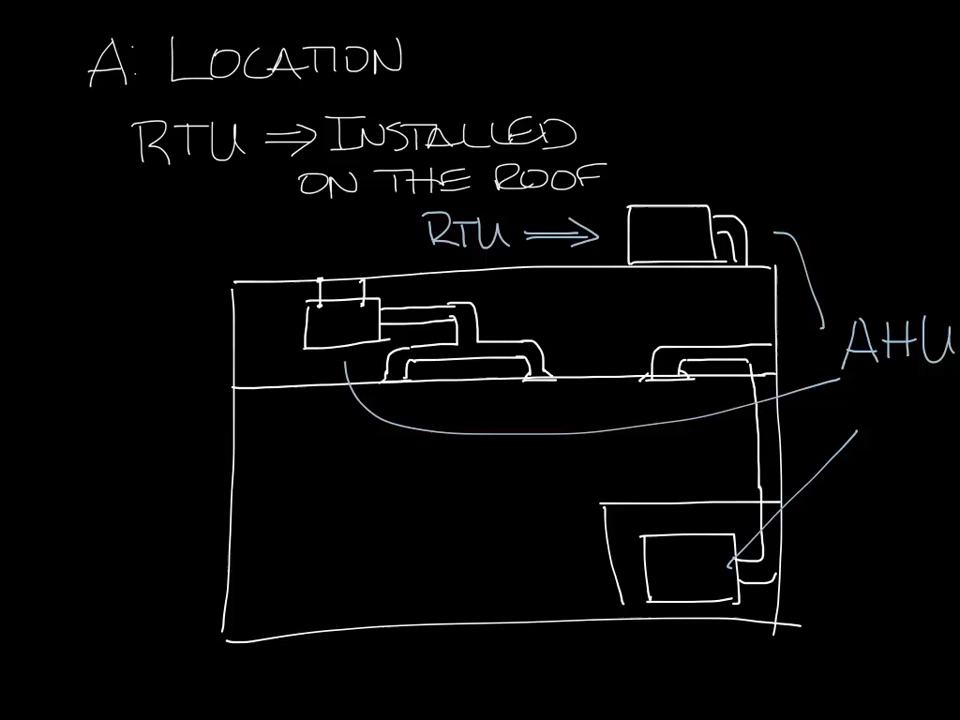 A: LOCATION
RTU ⇒ INSTALLED
ON THE ROOF
RTU ⇒
AHU